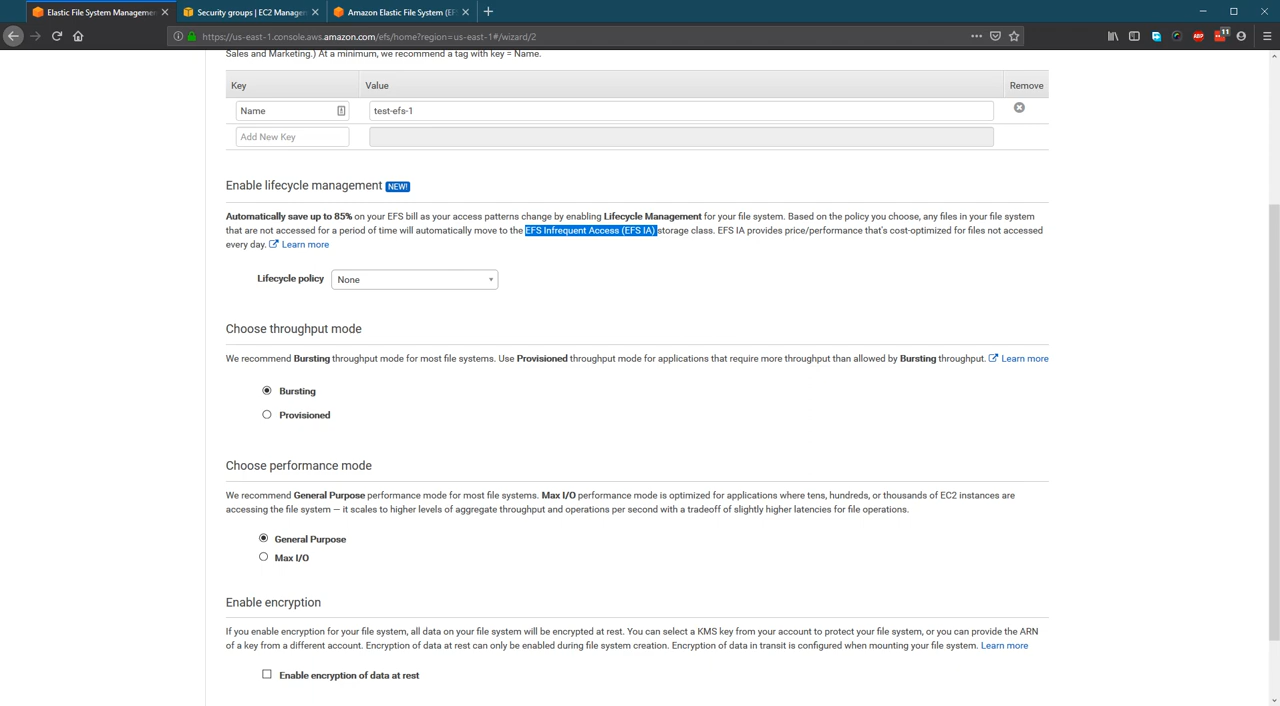 Elastic File System Managemen
Security groups | EC2 Manage
Amazon Elastic File System (EF
https://us-east-1.console.aws.amazon.com/efs/home?region=us-east-1#/wizard/2
ABP
11
Sales and Marketing.) At a minimum, we recommend a tag with key = Name.
Key Value Remove
Name test-efs-1
Add New Key
Enable lifecycle management NEW!
Automatically save up to 85% on your EFS bill as your access patterns change by enabling Lifecycle Management for your file system. Based on the policy you choose, any files in your file system
that are not accessed for a period of time will automatically move to the EFS Infrequent Access (EFS IA) storage class. EFS IA provides price/performance that's cost-optimized for files not accessed
every day. Learn more
Lifecycle policy None
Choose throughput mode
We recommend Bursting throughput mode for most file systems. Use Provisioned throughput mode for applications that require more throughput than allowed by Bursting throughput. Learn more
Bursting
Provisioned
Choose performance mode
We recommend General Purpose performance mode for most file systems. Max I/O performance mode is optimized for applications where tens, hundreds, or thousands of EC2 instances are
accessing the file system — it scales to higher levels of aggregate throughput and operations per second with a tradeoff of slightly higher latencies for file operations.
General Purpose
Max I/O
Enable encryption
If you enable encryption for your file system, all data on your file system will be encrypted at rest. You can select a KMS key from your account to protect your file system, or you can provide the ARN
of a key from a different account. Encryption of data at rest can only be enabled during file system creation. Encryption of data in transit is configured when mounting your file system. Learn more
Enable encryption of data at rest